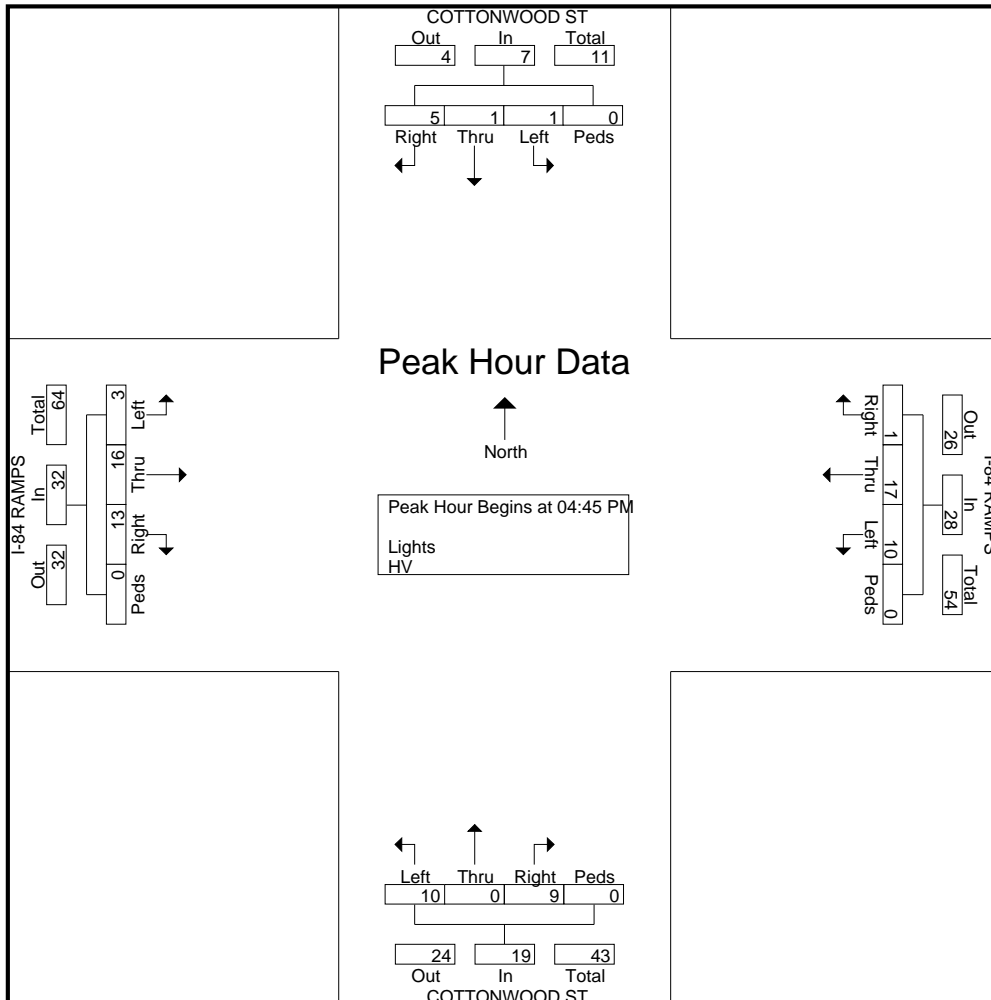 COTTONWOOD ST
Out In Total
4 7 11
5 1 1 0
Right Thru Left Peds
Peak Hour Data
North
Peak Hour Begins at 04:45 PM
Lights
HV
I-84 RAMPS
Out In Total
32 32 64
3 16 13 0
Left Thru Right Peds
I-84 RAMPS
Out In Total
26 28 54
1 17 10 0
Right Thru Left Peds
Left Thru Right Peds
10 0 9 0
24 19 43
Out In Total
COTTONWOOD ST